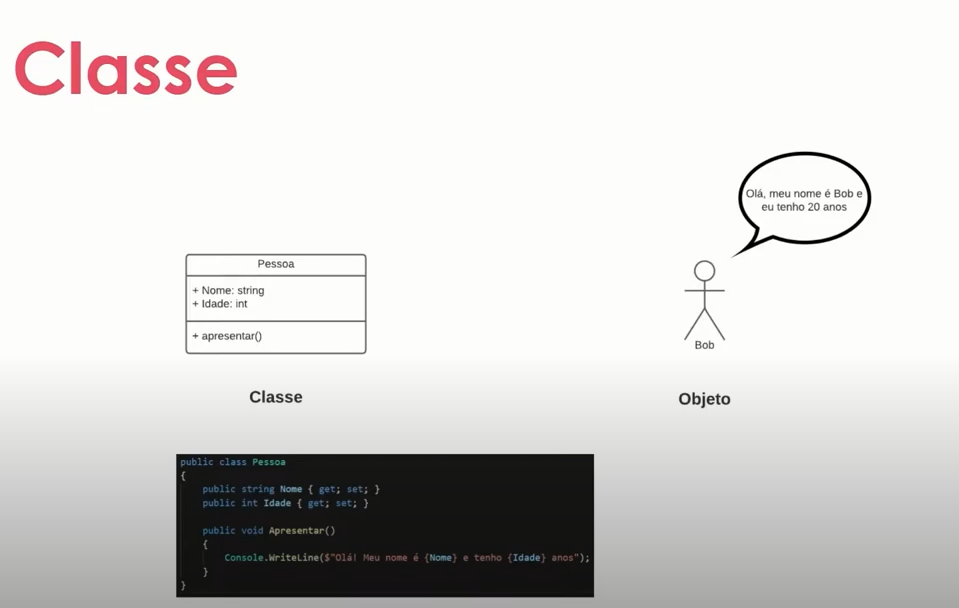 Classe
Olá, meu nome é Bob e
eu tenho 20 anos
Pessoa
+ Nome: string
+ Idade: int
+ apresentar()
Bob
Classe
Objeto
public class Pessoa
{
    public string Nome { get; set; }
    public int Idade { get; set; }
    public void Apresentar()
    {
        Console.WriteLine($"Olá! Meu nome é {Nome} e tenho {Idade} anos");
    }
}